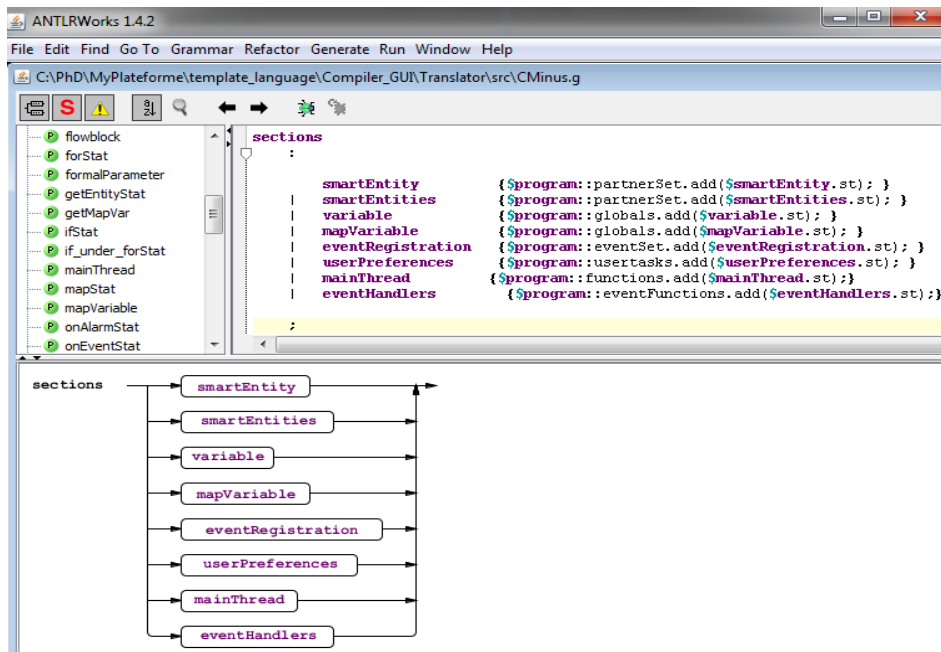 ANTLRWorks 1.4.2
File Edit Find Go To Grammar Refactor Generate Run Window Help
C:\PhD\MyPlateforme\template_language\Compiler_GUI\Translator\src\CMinus.g
S
P flowblock
P forStat
P formalParameter
P getEntityStat
P getMapVar
P ifStat
P if_under_forStat
P mainThread
P mapStat
P mapVariable
P onAlarmStat
P onEventStat
sections
:
smartEntity {$program::partnerSet.add($smartEntity.st); }
| smartEntities {$program::partnerSet.add($smartEntities.st); }
| variable {$program::globals.add($variable.st); }
| mapVariable {$program::globals.add($mapVariable.st); }
| eventRegistration {$program::eventSet.add($eventRegistration.st); }
| userPreferences {$program::usertasks.add($userPreferences.st); }
| mainThread {$program::functions.add($mainThread.st);}
| eventHandlers {$program::eventFunctions.add($eventHandlers.st);}
;
sections
smartEntity
smartEntities
variable
mapVariable
eventRegistration
userPreferences
mainThread
eventHandlers